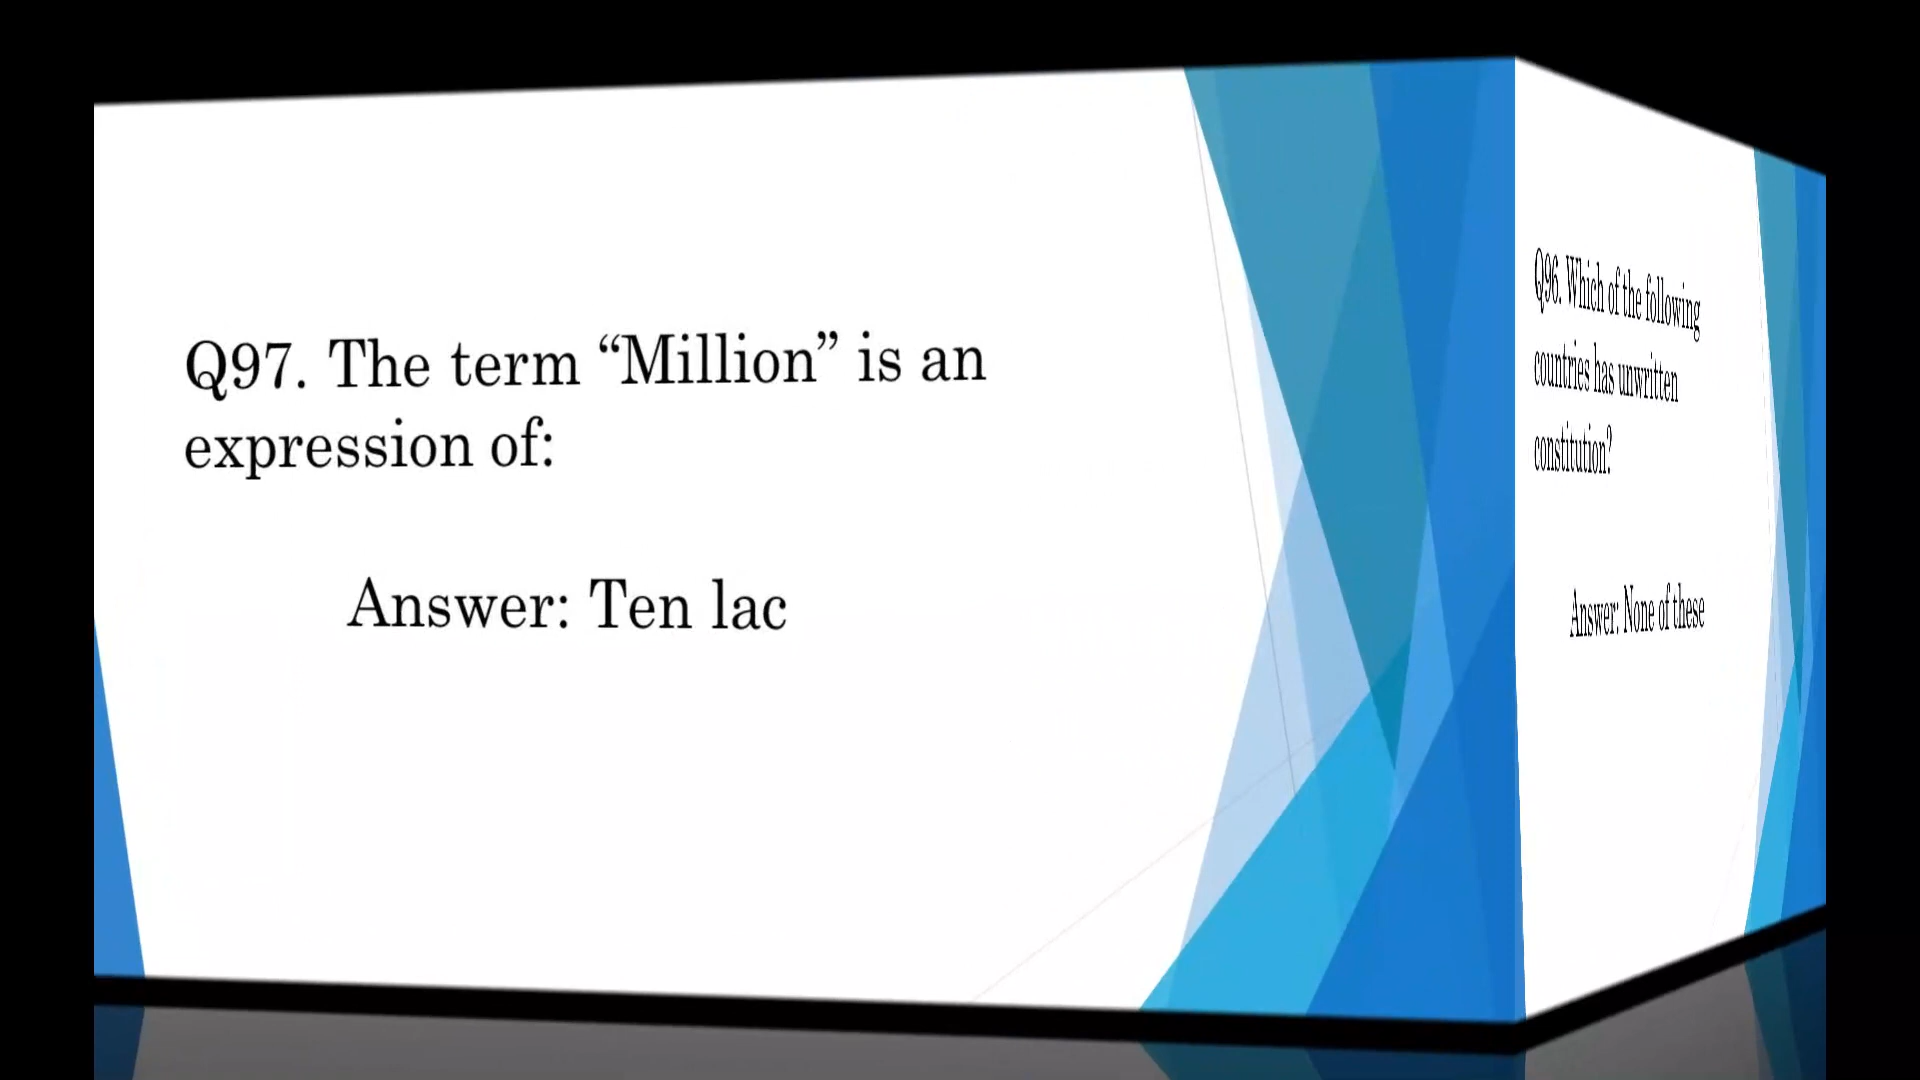 Q97. The term “Million” is an
expression of:
Answer: Ten lac
Q96. Which of the following
countries has unwritten
constitution?
Answer: None of these